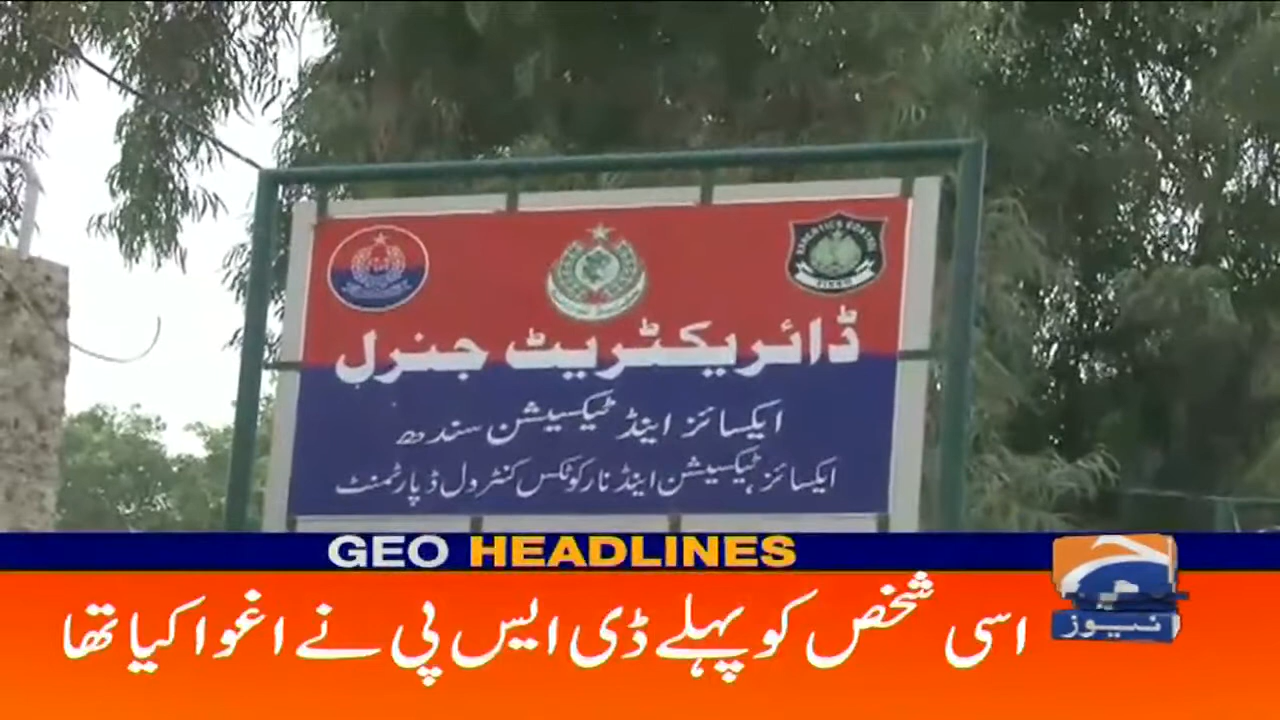 ڈائریکٹریٹ جنرل
ایکسائز اینڈ ٹیکسیشن سندھ
ایکسائز ٹیکسیشن اینڈ نارکوٹکس کنٹرول ڈپارٹمنٹ
GEO HEADLINES
اسی شخص کو پہلے ڈی ایس پی نے اغوا کیا تھا
جیو
نیوز